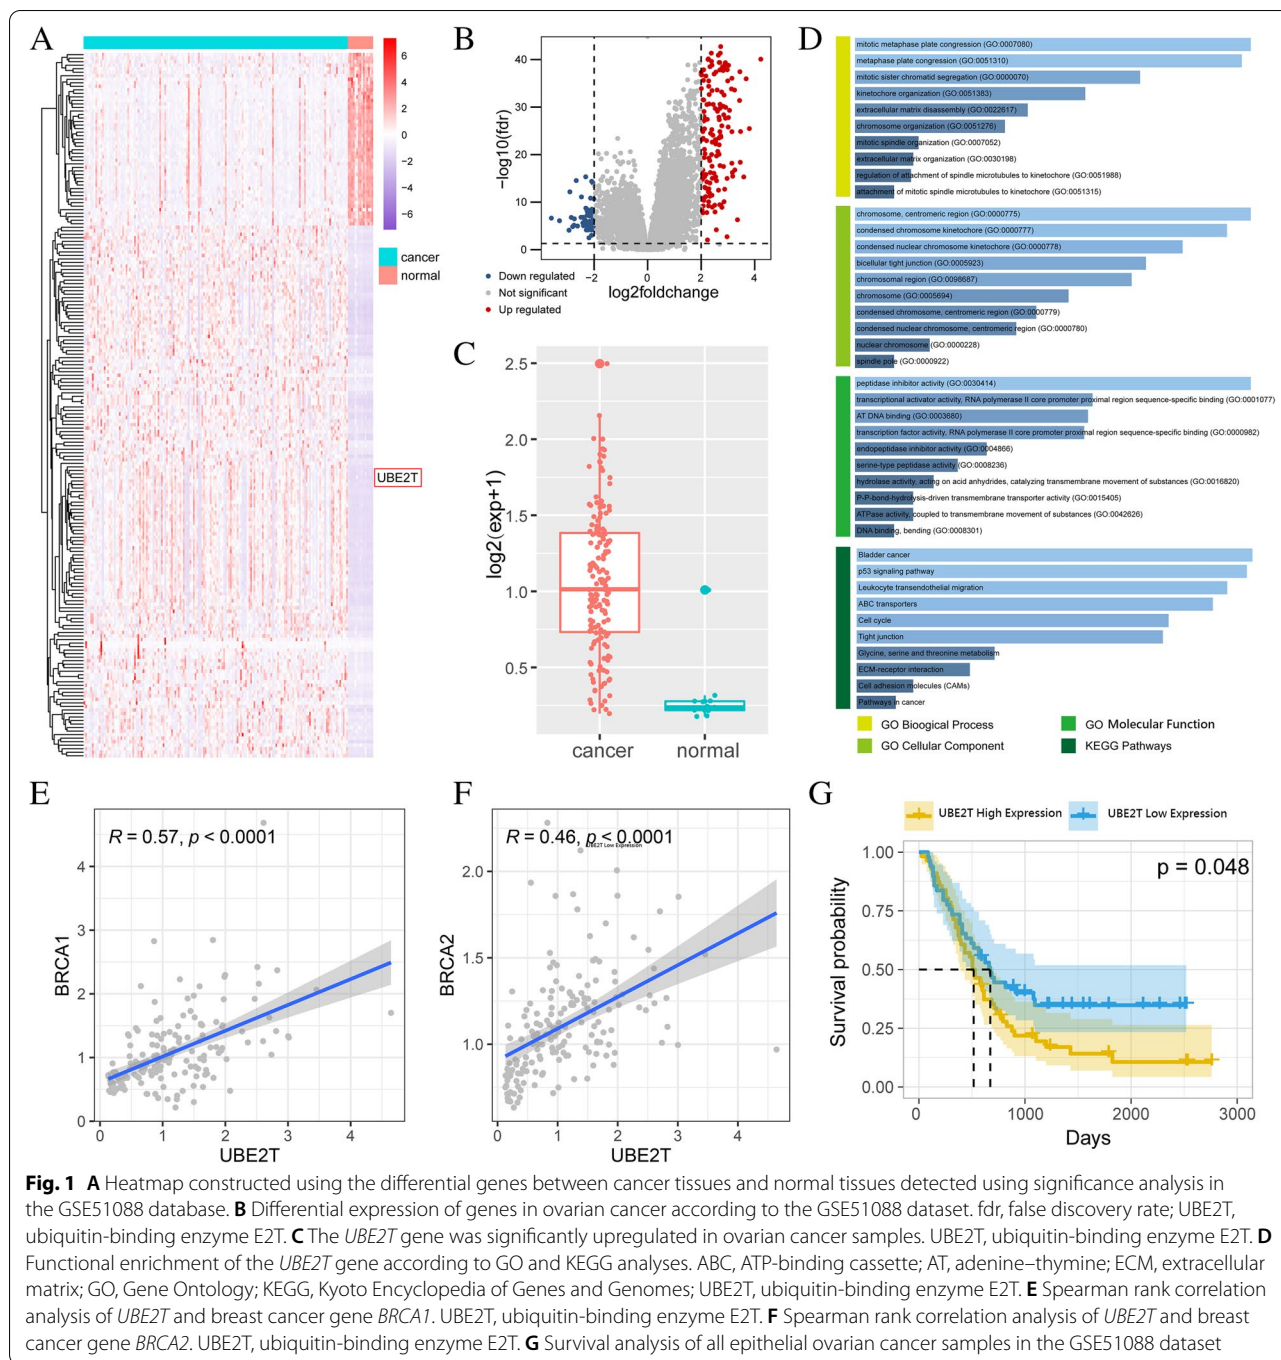 A
6
4
2
0
−2
−4
−6
cancer
normal
UBE2T
B
−log10(fdr)
40
30
20
10
0
−2
0
2
4
log2foldchange
Down regulated
Not significant
Up regulated
C
log2(exp+1)
2.5
2.0
1.5
1.0
0.5
cancer
normal
D
mitotic metaphase plate congression (GO:0007080)
metaphase plate congression (GO:0051310)
mitotic sister chromatid segregation (GO:0000070)
kinetochore organization (GO:0051383)
extracellular matrix disassembly (GO:0022617)
chromosome organization (GO:0051276)
mitotic spindle organization (GO:0007052)
extracellular matrix organization (GO:0030198)
regulation of attachment of spindle microtubules to kinetochore (GO:0051988)
attachment of mitotic spindle microtubules to kinetochore (GO:0051315)
chromosome, centromeric region (GO:0000775)
condensed chromosome kinetochore (GO:0000777)
condensed nuclear chromosome kinetochore (GO:0000778)
bicellular tight junction (GO:0005923)
chromosomal region (GO:0098687)
chromosome (GO:0005694)
condensed chromosome, centromeric region (GO:0000779)
condensed nuclear chromosome, centromeric region (GO:0000780)
nuclear chromosome (GO:0000228)
spindle pole (GO:0000922)
peptidase inhibitor activity (GO:0030414)
transcriptional activator activity, RNA polymerase II core promoter proximal region sequence-specific binding (GO:0001077)
AT DNA binding (GO:0003680)
transcription factor activity, RNA polymerase II core promoter proximal region sequence-specific binding (GO:0000982)
endopeptidase inhibitor activity (GO:0004866)
serine-type peptidase activity (GO:0008236)
hydrolase activity, acting on acid anhydrides, catalyzing transmembrane movement of substances (GO:0016820)
P-P-bond-hydrolysis-driven transmembrane transporter activity (GO:0015405)
ATPase activity, coupled to transmembrane movement of substances (GO:0042626)
DNA binding, bending (GO:0008301)
Bladder cancer
p53 signaling pathway
Leukocyte transendothelial migration
ABC transporters
Cell cycle
Tight junction
Glycine, serine and threonine metabolism
ECM-receptor interaction
Cell adhesion molecules (CAMs)
Pathways in cancer
GO Bioogical Process
GO Cellular Component
GO Molecular Function
KEGG Pathways
E
R = 0.57, p < 0.0001
BRCA1
4
3
2
1
0
0
1
2
3
4
UBE2T
F
R = 0.46, p < 0.0001
UBE2T Low Expression
BRCA2
2.0
1.5
1.0
0
1
2
3
4
UBE2T
G
UBE2T High Expression
UBE2T Low Expression
p = 0.048
Survival probability
1.00
0.75
0.50
0.25
0.00
0
1000
2000
3000
Days
Fig. 1 A Heatmap constructed using the differential genes between cancer tissues and normal tissues detected using significance analysis in
the GSE51088 database. B Differential expression of genes in ovarian cancer according to the GSE51088 dataset. fdr, false discovery rate; UBE2T,
ubiquitin-binding enzyme E2T. C The UBE2T gene was significantly upregulated in ovarian cancer samples. UBE2T, ubiquitin-binding enzyme E2T. D
Functional enrichment of the UBE2T gene according to GO and KEGG analyses. ABC, ATP-binding cassette; AT, adenine–thymine; ECM, extracellular
matrix; GO, Gene Ontology; KEGG, Kyoto Encyclopedia of Genes and Genomes; UBE2T, ubiquitin-binding enzyme E2T. E Spearman rank correlation
analysis of UBE2T and breast cancer gene BRCA1. UBE2T, ubiquitin-binding enzyme E2T. F Spearman rank correlation analysis of UBE2T and breast
cancer gene BRCA2. UBE2T, ubiquitin-binding enzyme E2T. G Survival analysis of all epithelial ovarian cancer samples in the GSE51088 dataset